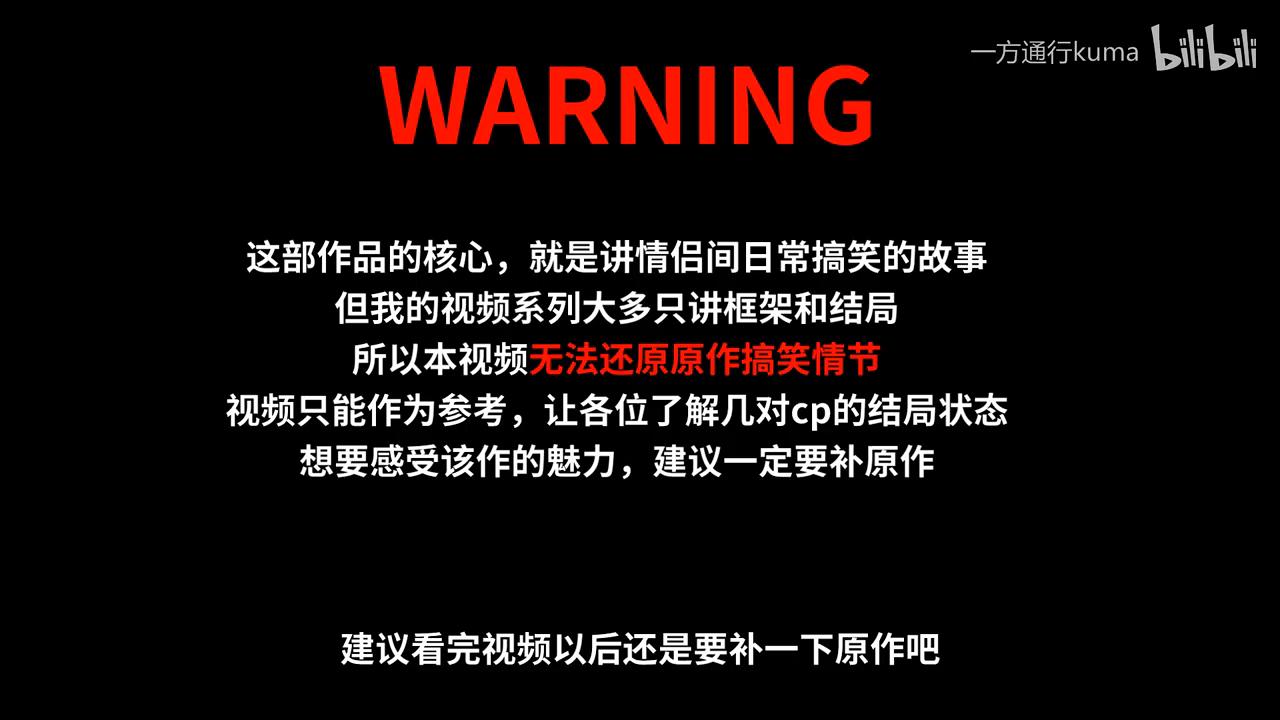 一方通行kuma bilibili
WARNING
这部作品的核心，就是讲情侣间日常搞笑的故事
但我的视频系列大多只讲框架和结局
所以本视频无法还原原作搞笑情节
视频只能作为参考，让各位了解几对cp的结局状态
想要感受该作的魅力，建议一定要补原作
建议看完视频以后还是要补一下原作吧